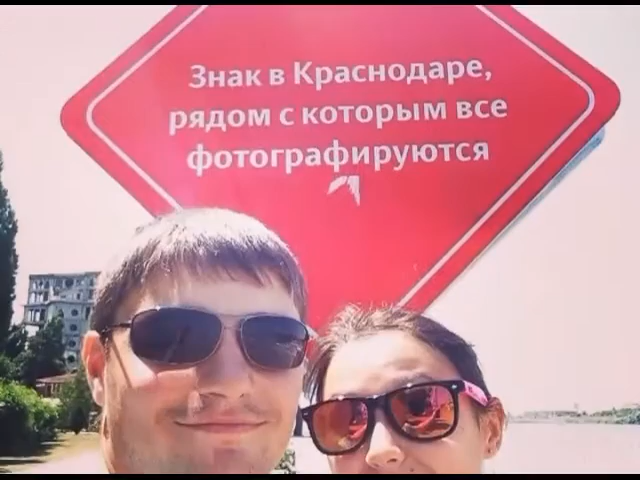 Знак в Краснодаре,
рядом с которым все
фотографируются